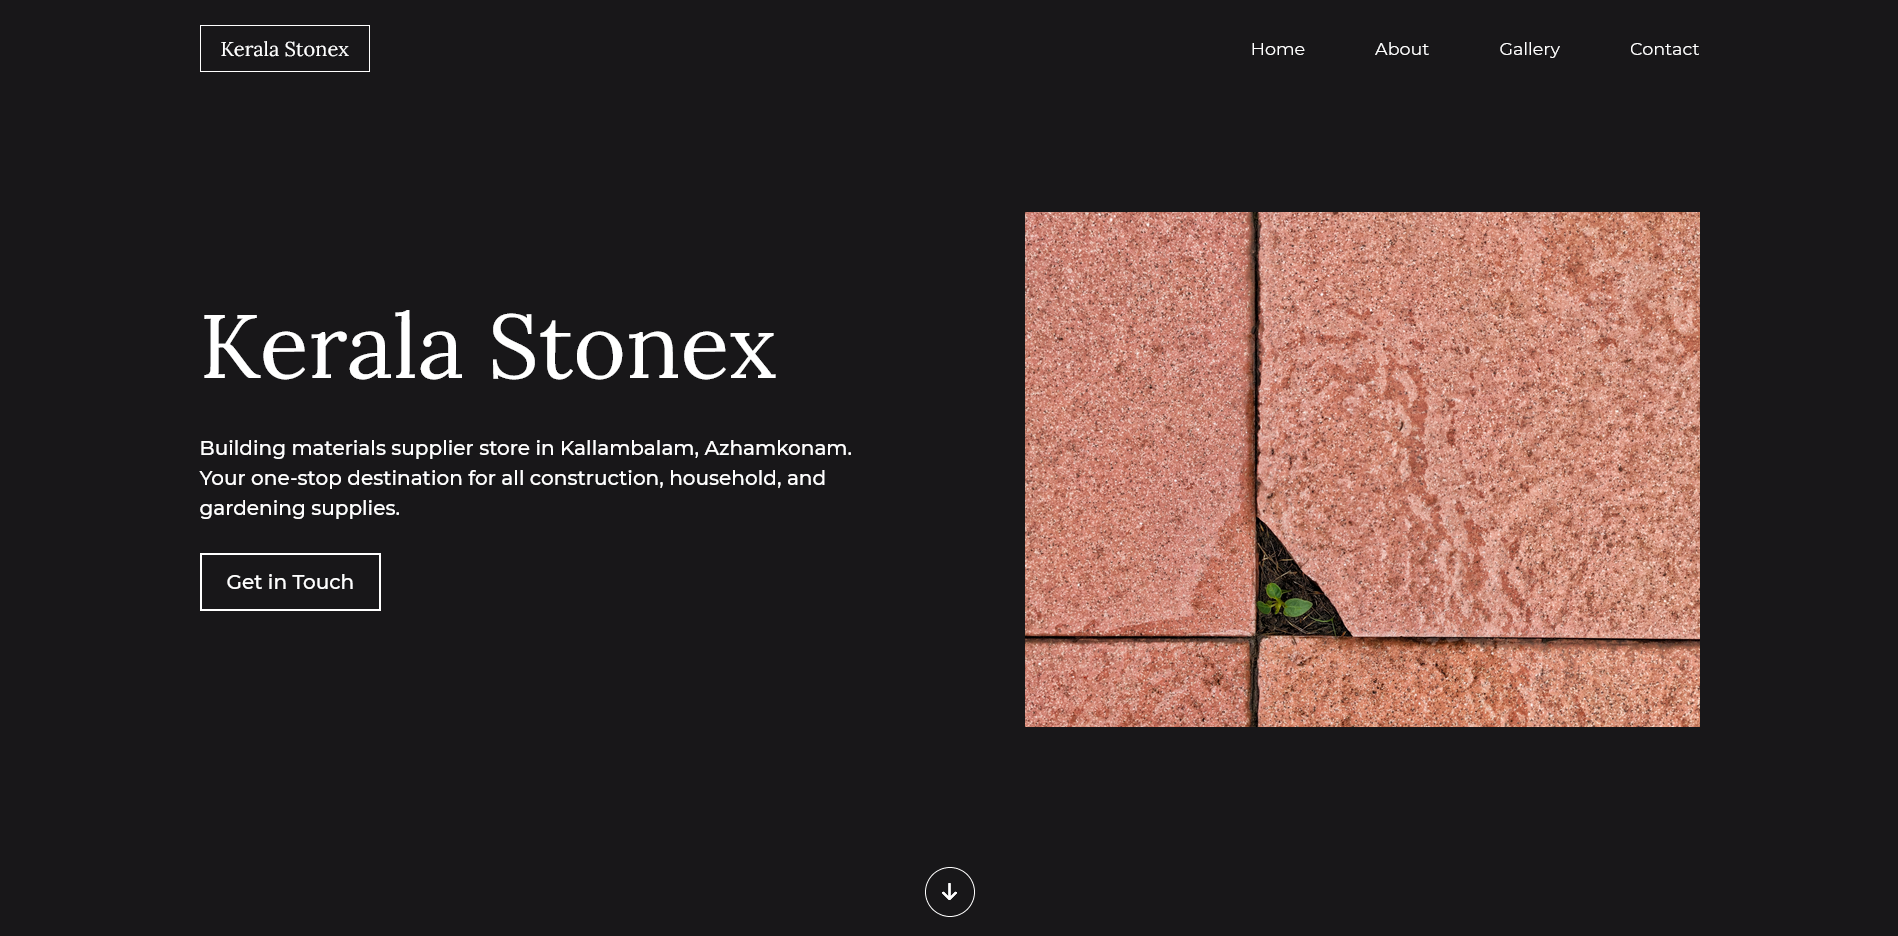 Kerala Stonex
Home
About
Gallery
Contact
Kerala Stonex
Building materials supplier store in Kallambalam, Azhamkonam.
Your one-stop destination for all construction, household, and
gardening supplies.
Get in Touch